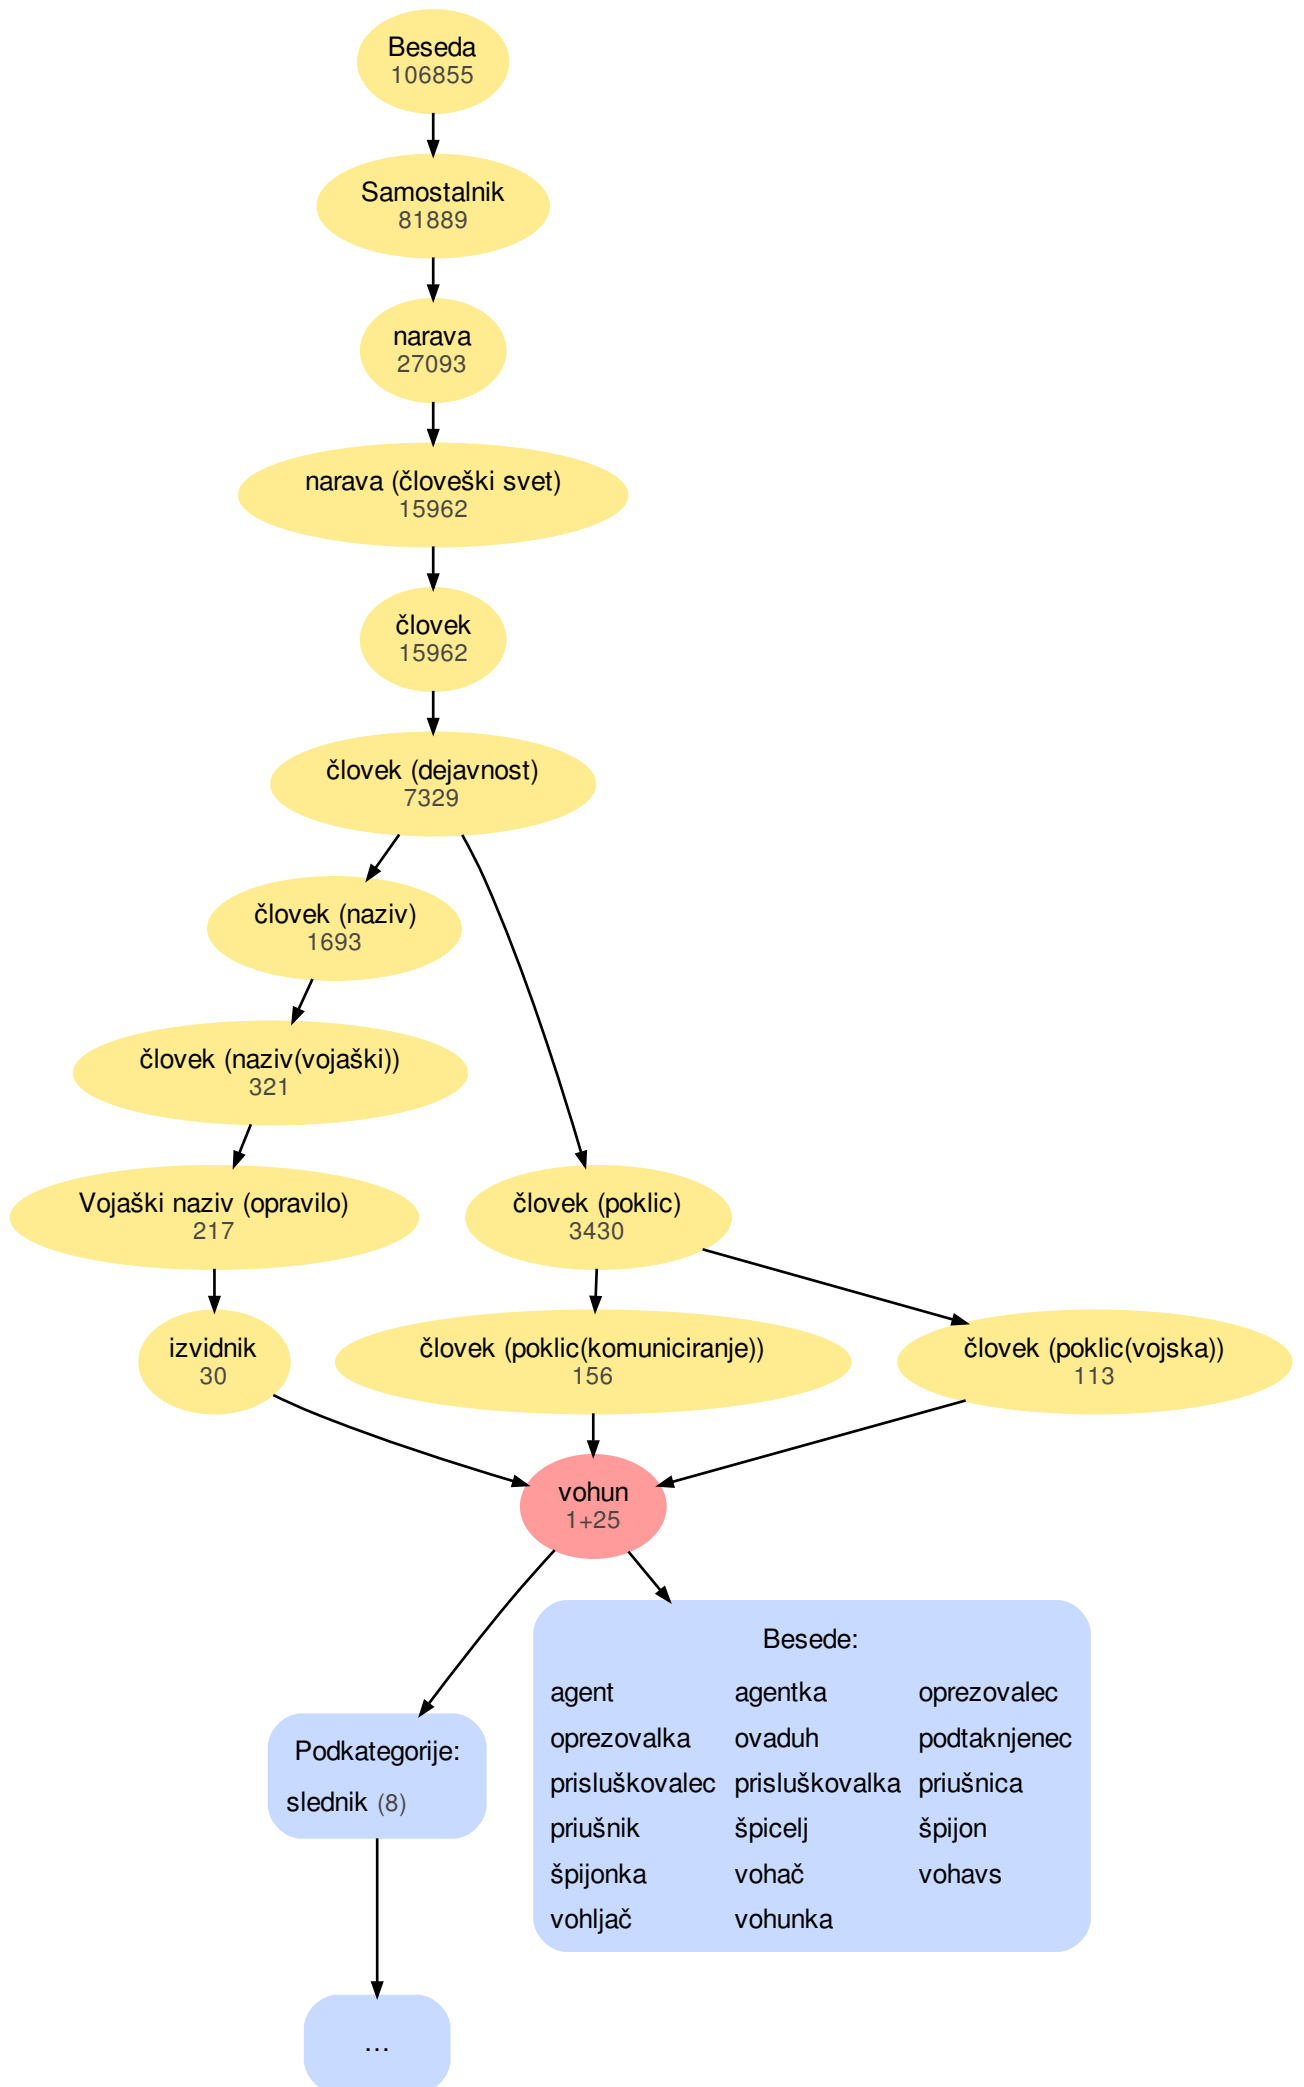 Beseda
106855
Samostalnik
81889
narava
27093
narava (človeški svet)
15962
človek
15962
človek (dejavnost)
7329
človek (naziv)
1693
človek (naziv(vojaški))
321
Vojaški naziv (opravilo)
217
človek (poklic)
3430
izvidnik
30
človek (poklic(komuniciranje))
156
človek (poklic(vojska))
113
vohun
1+25
Besede:
agent agentka oprezovalec
oprezovalka ovaduh podtaknjenec
prisluškovalec prisluškovalka priušnica
priušnik špicelj špijon
špijonka vohač vohavs
vohljač vohunka
Podkategorije:
slednik (8)
...